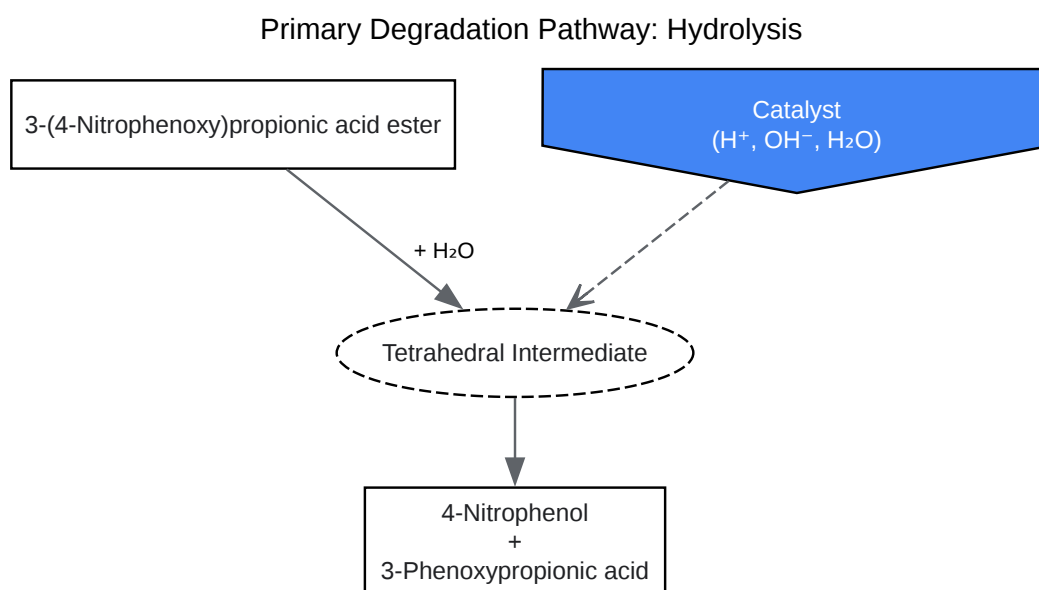 Primary Degradation Pathway: Hydrolysis
3-(4-Nitrophenoxy)propionic acid ester
Catalyst
(H⁺, OH⁻, H₂O)
+ H₂O
Tetrahedral Intermediate
4-Nitrophenol
+
3-Phenoxypropionic acid